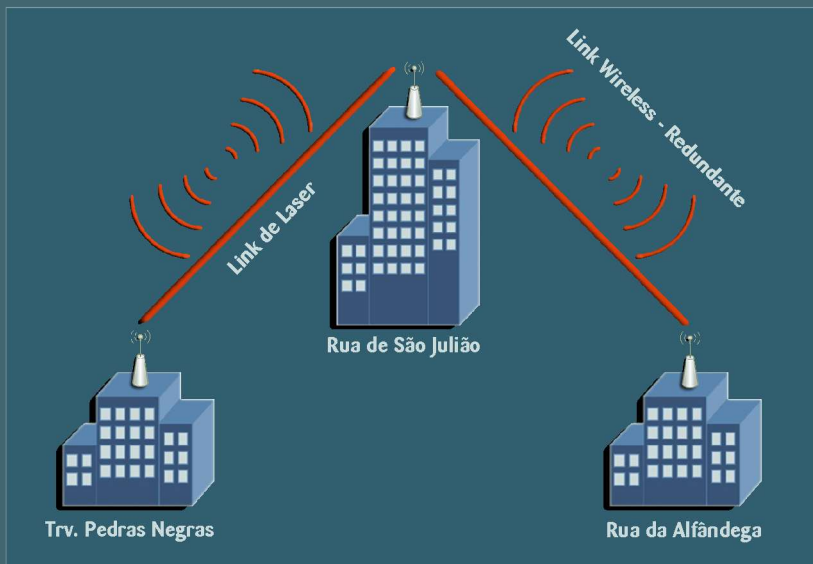 Link Wireless - Redundante
Link de Laser
Rua de São Julião
Trv. Pedras Negras
Rua da Alfândega